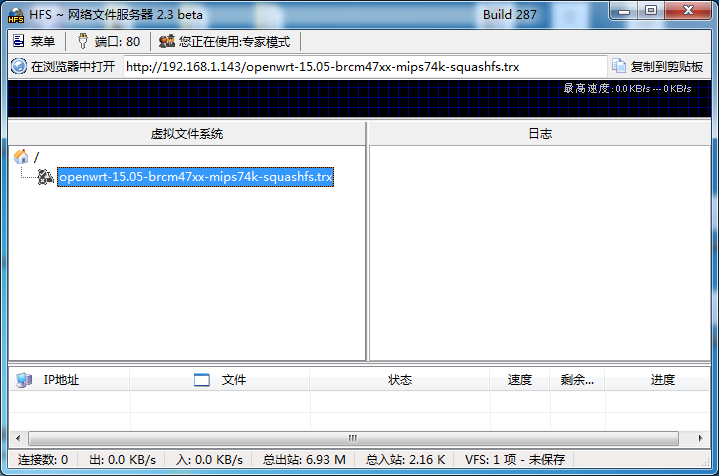 HFS ~ 网络文件服务器 2.3 beta Build 287
菜单 端口: 80 您正在使用:专家模式
在浏览器中打开 http://192.168.1.143/openwrt-15.05-brcm47xx-mips74k-squashfs.trx 复制到剪贴板
最高速度:0.0 KB/s --- 0 KB/s
虚拟文件系统 日志
/
openwrt-15.05-brcm47xx-mips74k-squashfs.trx
IP地址 文件 状态 速度 剩余... 进度
连接数: 0 出: 0.0 KB/s 入: 0.0 KB/s 总出站: 6.93 M 总入站: 2.16 K VFS: 1 项 - 未保存